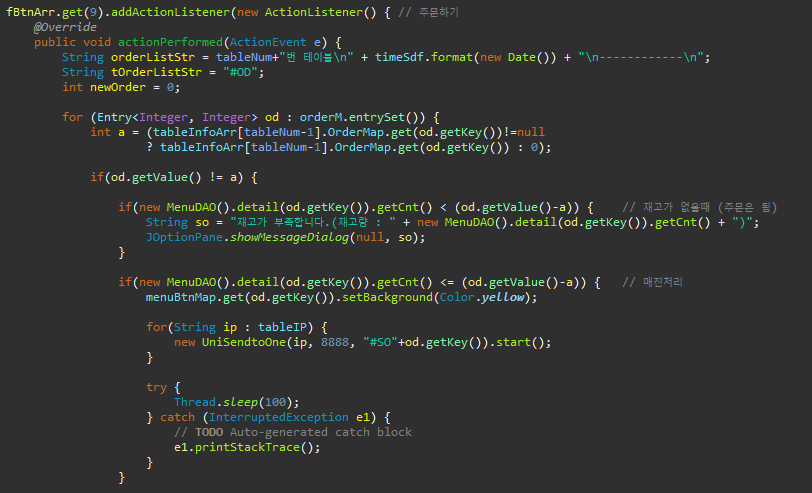 fBtnArr.get(9).addActionListener(new ActionListener() { // 주문하기
    @Override
    public void actionPerformed(ActionEvent e) {
        String orderListStr = tableNum+"번 테이블\n" + timeSdf.format(new Date()) + "\n------------\n";
        String tOrderListStr = "#OD";
        int newOrder = 0;

        for (Entry<Integer, Integer> od : orderM.entrySet()) {
            int a = (tableInfoArr[tableNum-1].OrderMap.get(od.getKey())!=null
                    ? tableInfoArr[tableNum-1].OrderMap.get(od.getKey()) : 0);

            if(od.getValue() != a) {

                if(new MenuDAO().detail(od.getKey()).getCnt() < (od.getValue()-a)) {    // 재고가 없을때 (주문은 됨)
                    String so = "재고가 부족합니다.(재고량 : " + new MenuDAO().detail(od.getKey()).getCnt() + ")";
                    JOptionPane.showMessageDialog(null, so);
                }

                if(new MenuDAO().detail(od.getKey()).getCnt() <= (od.getValue()-a)) {   // 매진처리
                    menuBtnMap.get(od.getKey()).setBackground(Color.yellow);

                    for(String ip : tableIP) {
                        new UniSendtoOne(ip, 8888, "#SO"+od.getKey()).start();
                    }

                    try {
                        Thread.sleep(100);
                    } catch (InterruptedException e1) {
                        // TODO Auto-generated catch block
                        e1.printStackTrace();
                    }
                }